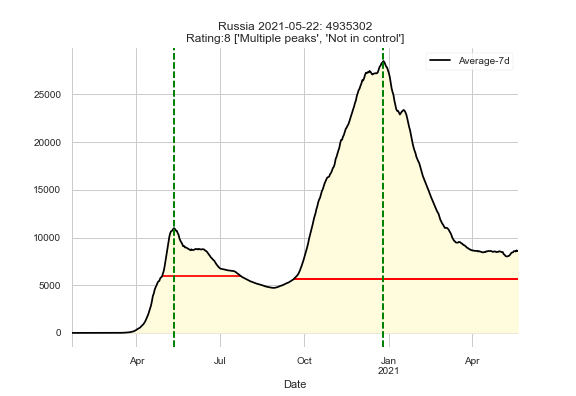 Russia 2021-05-22: 4935302
Rating:8 ['Multiple peaks', 'Not in control']
Average-7d
25000
20000
15000
10000
5000
0
Apr
Jul
Oct
Jan
2021
Apr
Date